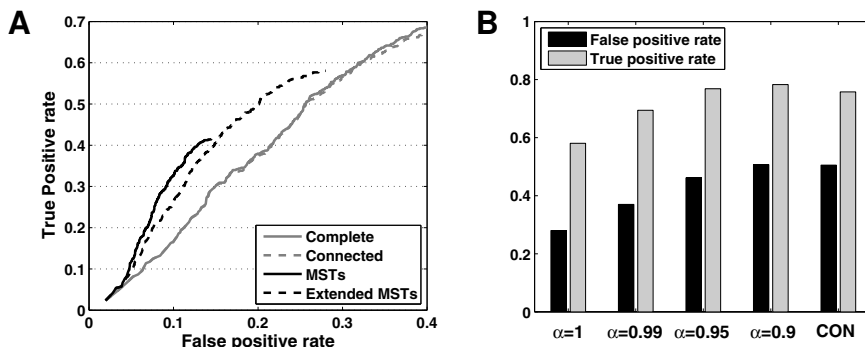 A
True Positive rate
0.7
0.6
0.5
0.4
0.3
0.2
0.1
0
0 0.1 0.2 0.3 0.4
False positive rate
Complete
Connected
MSTs
Extended MSTs
B
1
0.8
0.6
0.4
0.2
0
False positive rate
True positive rate
α=1 α=0.99 α=0.95 α=0.9 CON